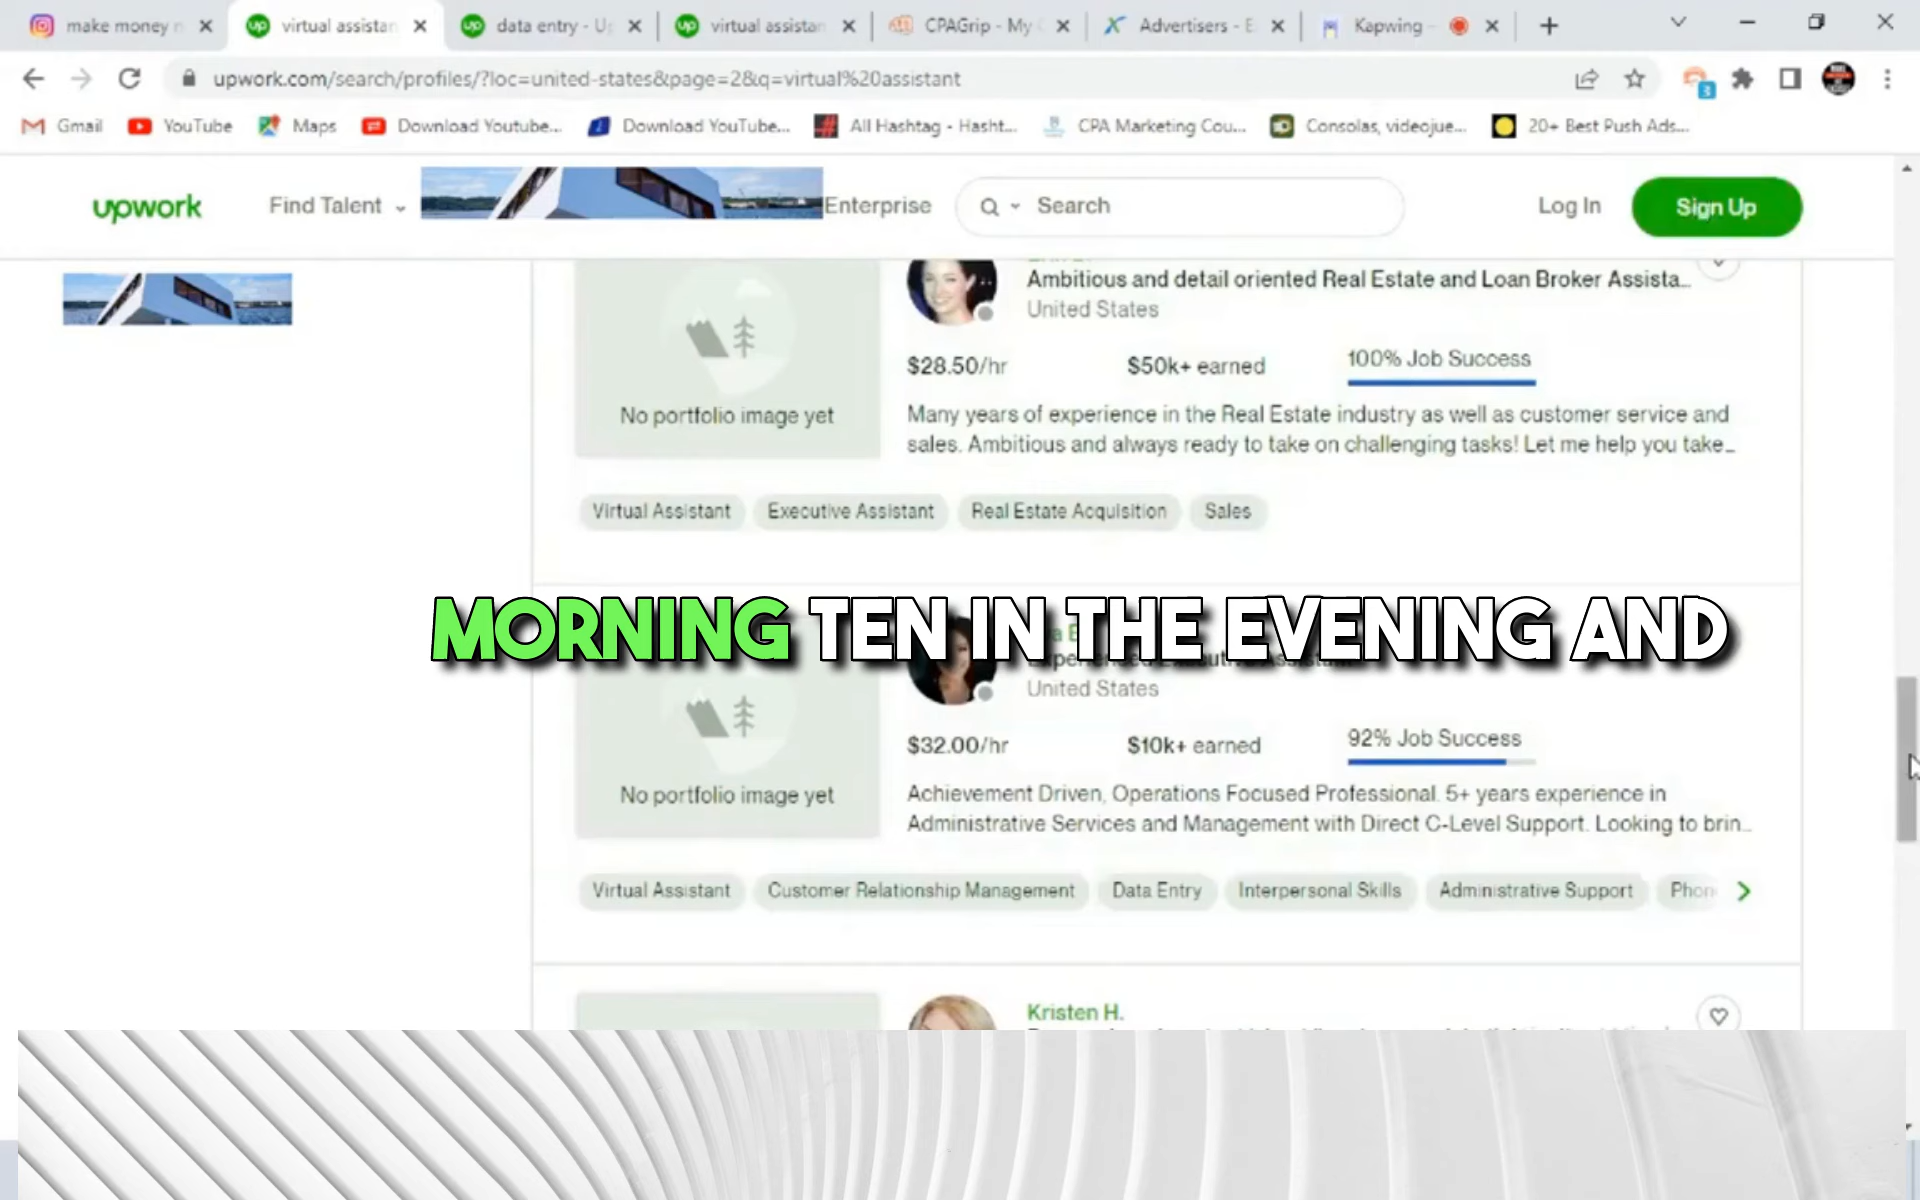 make money n
virtual assistan
data entry - Up
virtual assistan
CPAGrip - My
Advertisers - E
Kapwing -
upwork.com/search/profiles/?loc=united-states&page=2&q=virtual%20assistant
3
Gmail
YouTube
Maps
Download Youtube...
Download YouTube...
All Hashtag - Hasht...
CPA Marketing Cou...
Consolas, videojue...
20+ Best Push Ads...
upwork
Find Talent
Enterprise
Search
Log In
Sign Up
Ambitious and detail oriented Real Estate and Loan Broker Assista...
United States
$28.50/hr
$50k+ earned
100% Job Success
No portfolio image yet
Many years of experience in the Real Estate industry as well as customer service and
sales. Ambitious and always ready to take on challenging tasks! Let me help you take...
Virtual Assistant
Executive Assistant
Real Estate Acquisition
Sales
MORNING TEN IN THE EVENING AND
United States
$32.00/hr
$10k+ earned
92% Job Success
No portfolio image yet
Achievement Driven, Operations Focused Professional. 5+ years experience in
Administrative Services and Management with Direct C-Level Support. Looking to brin...
Virtual Assistant
Customer Relationship Management
Data Entry
Interpersonal Skills
Administrative Support
Phon
Kristen H.